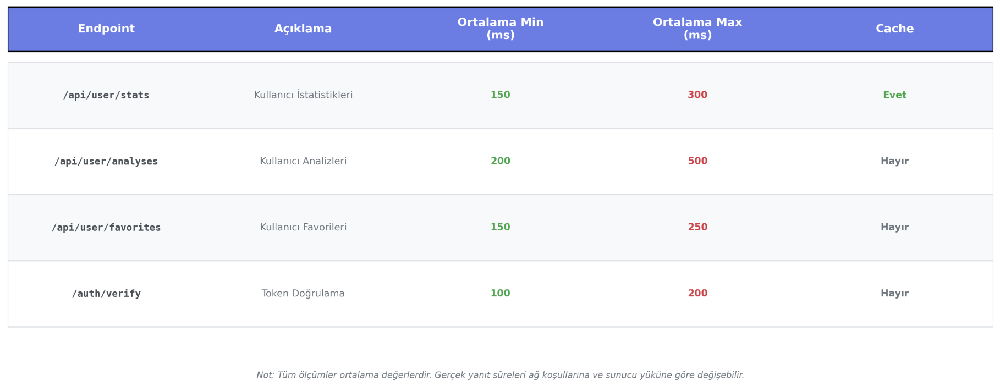 Endpoint Açıklama Ortalama Min (ms) Ortalama Max (ms) Cache
/api/user/stats Kullanıcı İstatistikleri 150 300 Evet
/api/user/analyses Kullanıcı Analizleri 200 500 Hayır
/api/user/favorites Kullanıcı Favorileri 150 250 Hayır
/auth/verify Token Doğrulama 100 200 Hayır
Not: Tüm ölçümler ortalama değerlerdir. Gerçek yanıt süreleri ağ koşullarına ve sunucu yüküne göre değişebilir.